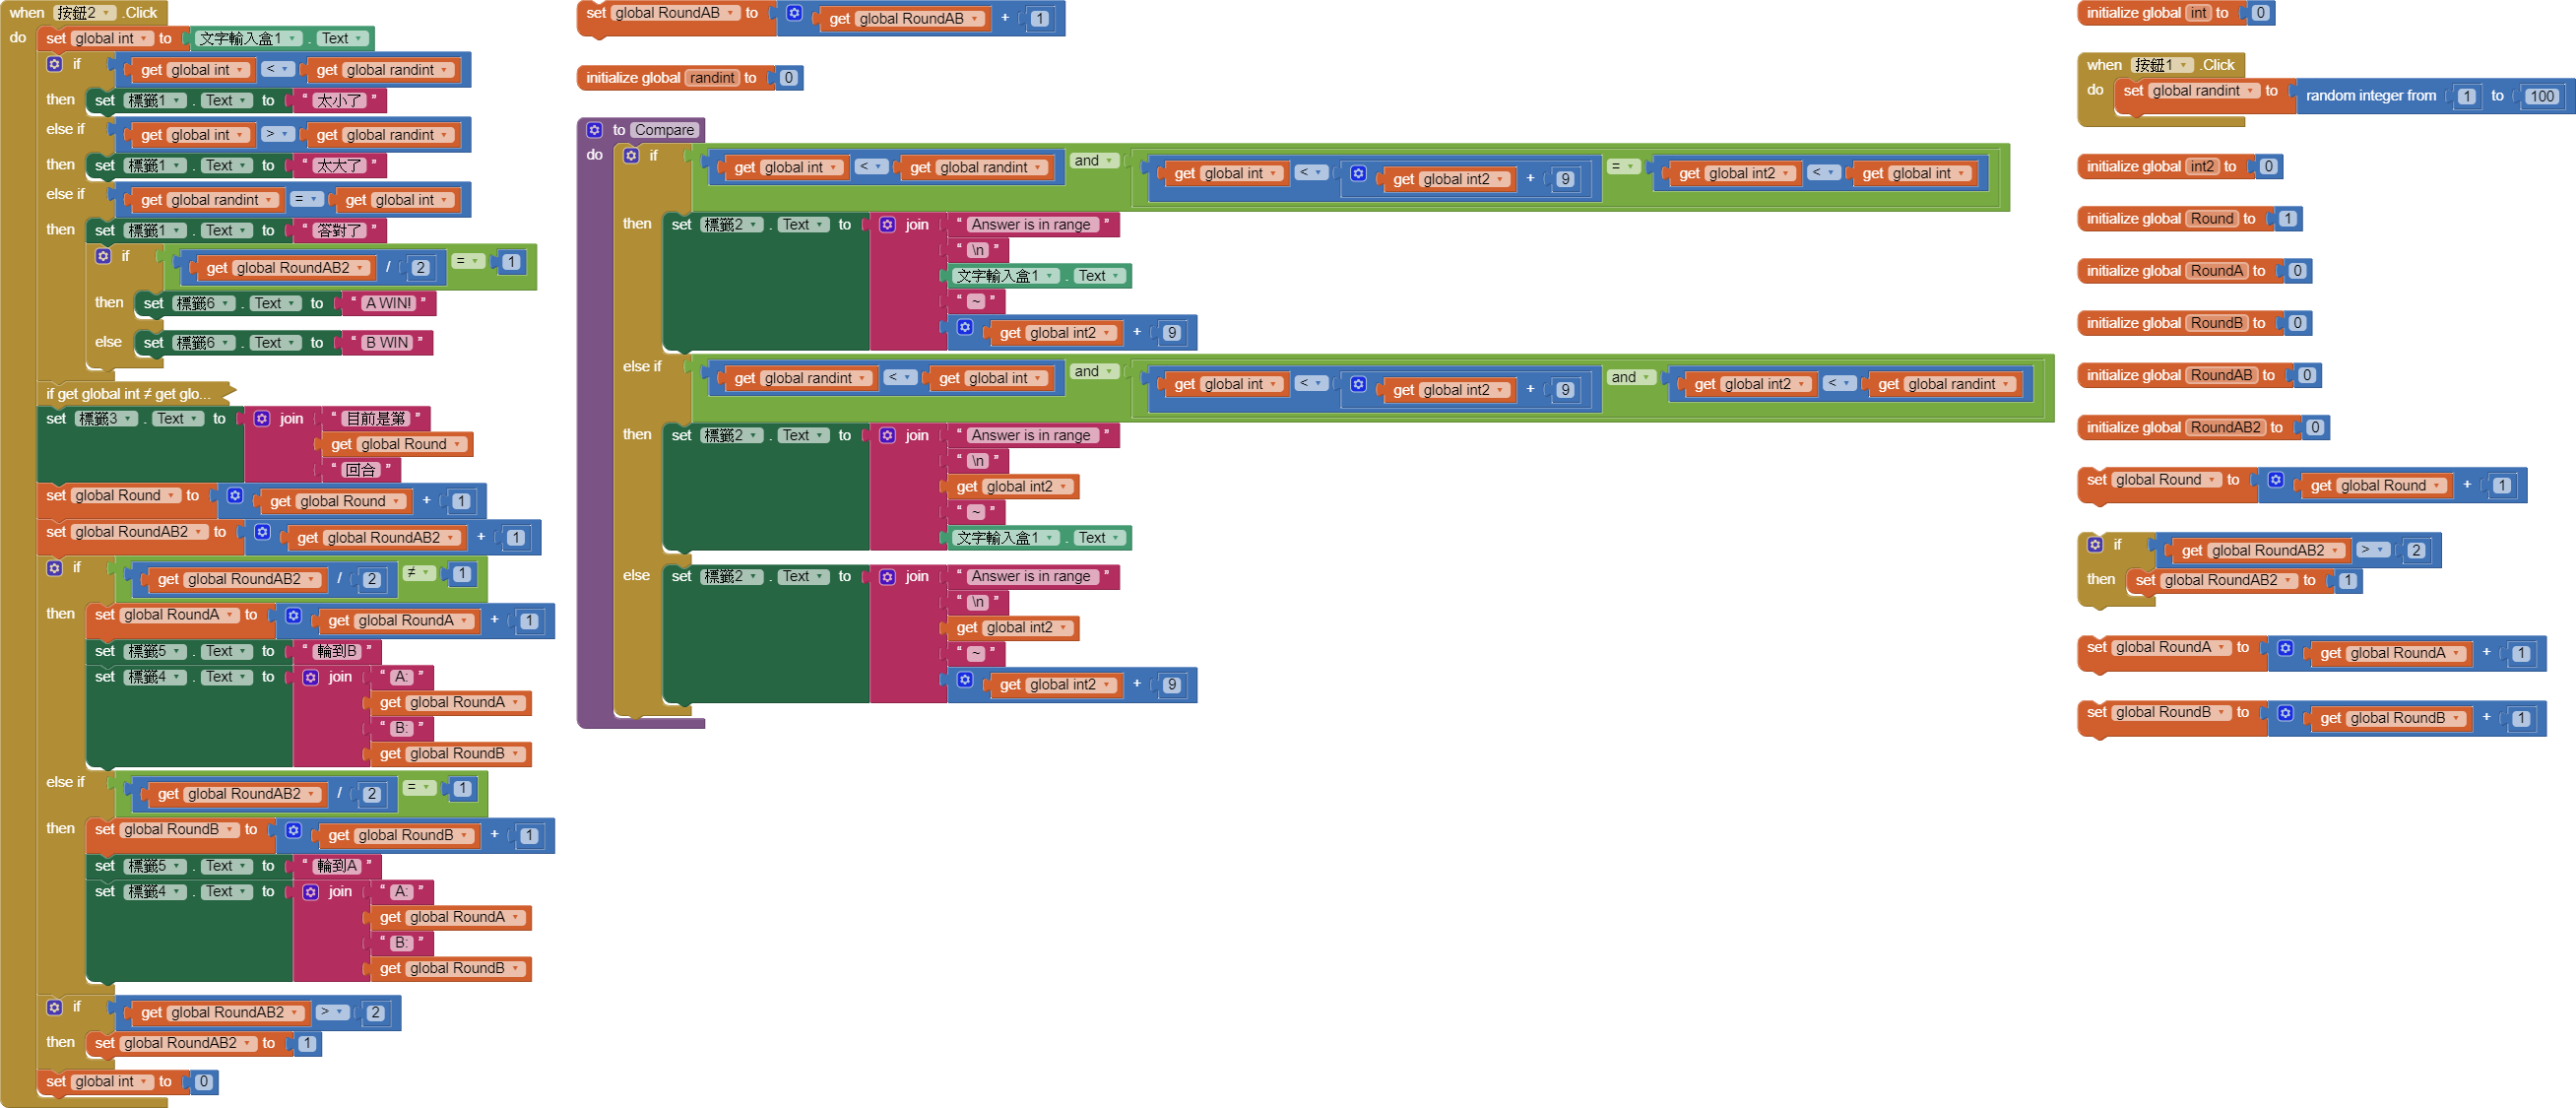 when 按鈕2 .Click
do set global int to 文字輸入盒1 . Text
if get global int < get global randint
then set 標籤1 . Text to “ 太小了 ”
else if get global int > get global randint
then set 標籤1 . Text to “ 太大了 ”
else if get global randint = get global int
then set 標籤1 . Text to “ 答對了 ”
if get global RoundAB2 / 2 = 1
then set 標籤6 . Text to “ A WIN! ”
else set 標籤6 . Text to “ B WIN ”
if get global int ≠ get glo...
set 標籤3 . Text to join “ 目前是第 ”
get global Round
“ 回合 ”
set global Round to get global Round + 1
set global RoundAB2 to get global RoundAB2 + 1
if get global RoundAB2 / 2 ≠ 1
then set global RoundA to get global RoundA + 1
set 標籤5 . Text to “ 輪到B ”
set 標籤4 . Text to join “ A: ”
get global RoundA
“ B: ”
get global RoundB
else if get global RoundAB2 / 2 = 1
then set global RoundB to get global RoundB + 1
set 標籤5 . Text to “ 輪到A ”
set 標籤4 . Text to join “ A: ”
get global RoundA
“ B: ”
get global RoundB
if get global RoundAB2 > 2
then set global RoundAB2 to 1
set global int to 0
set global RoundAB to get global RoundAB + 1
initialize global randint to 0
to Compare
do if get global int < get global randint and get global int < get global int2 + 9 = get global int2 < get global int
then set 標籤2 . Text to join “ Answer is in range ”
“ \n ”
文字輸入盒1 . Text
“ ~ ”
get global int2 + 9
else if get global randint < get global int and get global int < get global int2 + 9 and get global int2 < get global randint
then set 標籤2 . Text to join “ Answer is in range ”
“ \n ”
get global int2
“ ~ ”
文字輸入盒1 . Text
else set 標籤2 . Text to join “ Answer is in range ”
“ \n ”
get global int2
“ ~ ”
get global int2 + 9
initialize global int to 0
when 按鈕1 .Click
do set global randint to random integer from 1 to 100
initialize global int2 to 0
initialize global Round to 1
initialize global RoundA to 0
initialize global RoundB to 0
initialize global RoundAB to 0
initialize global RoundAB2 to 0
set global Round to get global Round + 1
if get global RoundAB2 > 2
then set global RoundAB2 to 1
set global RoundA to get global RoundA + 1
set global RoundB to get global RoundB + 1